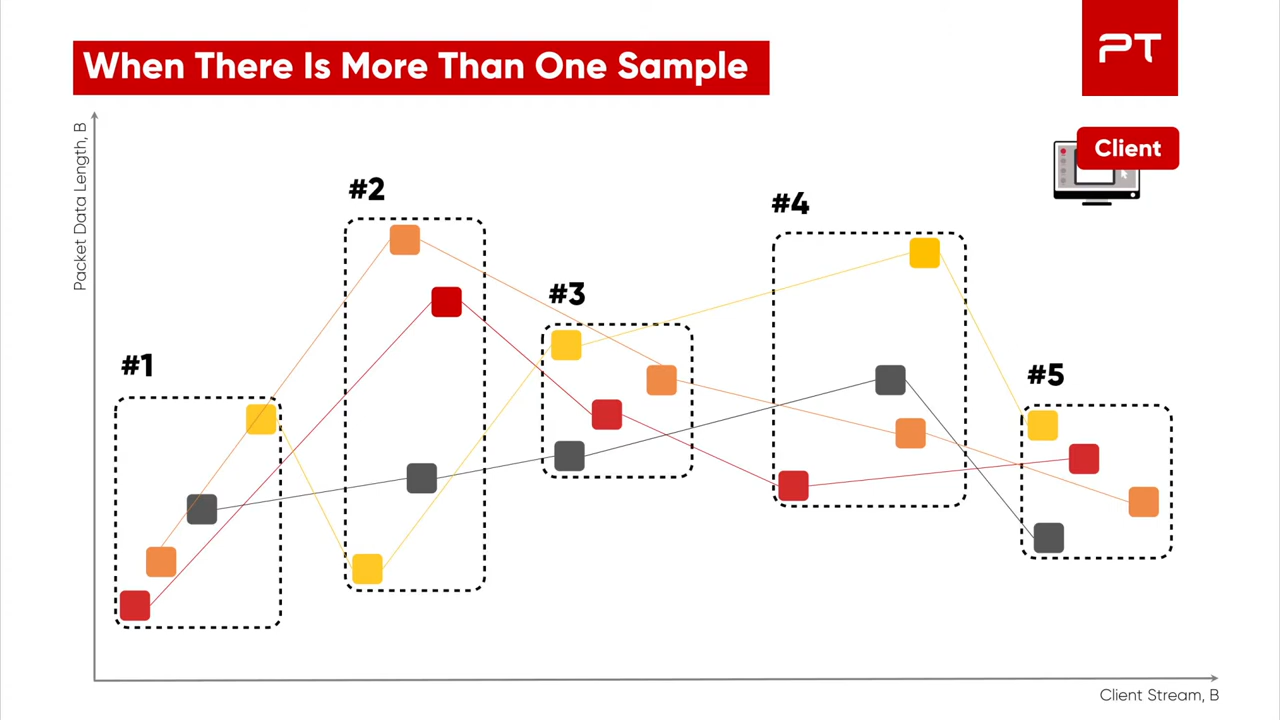 When There Is More Than One Sample
PT
Client
Packet Data Length, B
#1
#2
#3
#4
#5
Client Stream, B